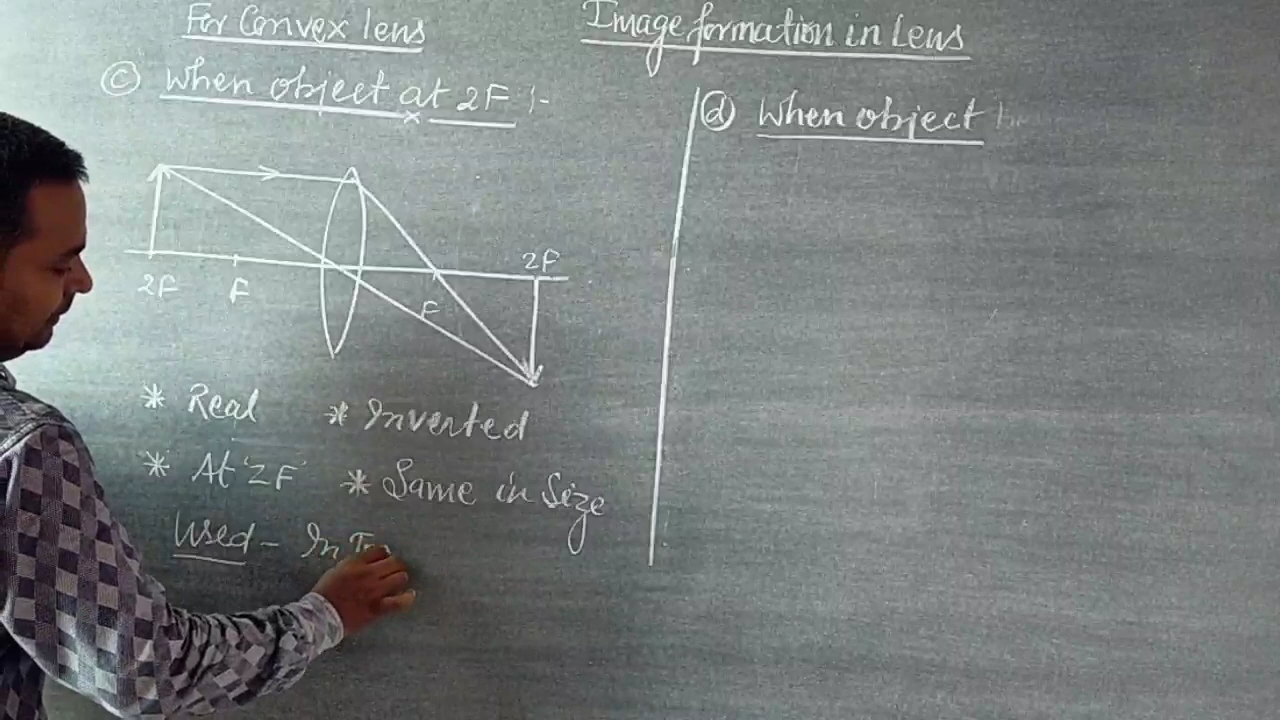 For Convex lens
Image formation in Lens
(c) When object at 2F :-
(d) When object
2F
2F
F
F
* Real * Inverted
* At '2F' * Same in Size
Used - In